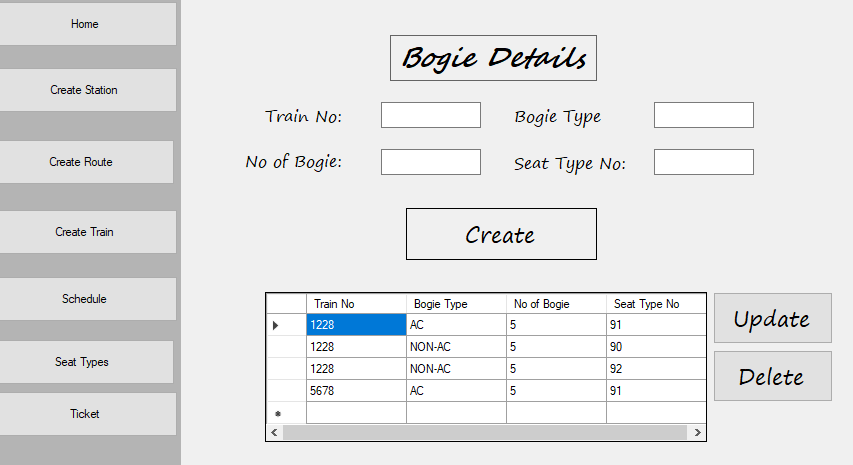 Home
Create Station
Create Route
Create Train
Schedule
Seat Types
Ticket
Bogie Details
Train No: Bogie Type
No of Bogie: Seat Type No:
Create
Train No Bogie Type No of Bogie Seat Type No
1228 AC 5 91
1228 NON-AC 5 90
1228 NON-AC 5 92
5678 AC 5 91
Update
Delete